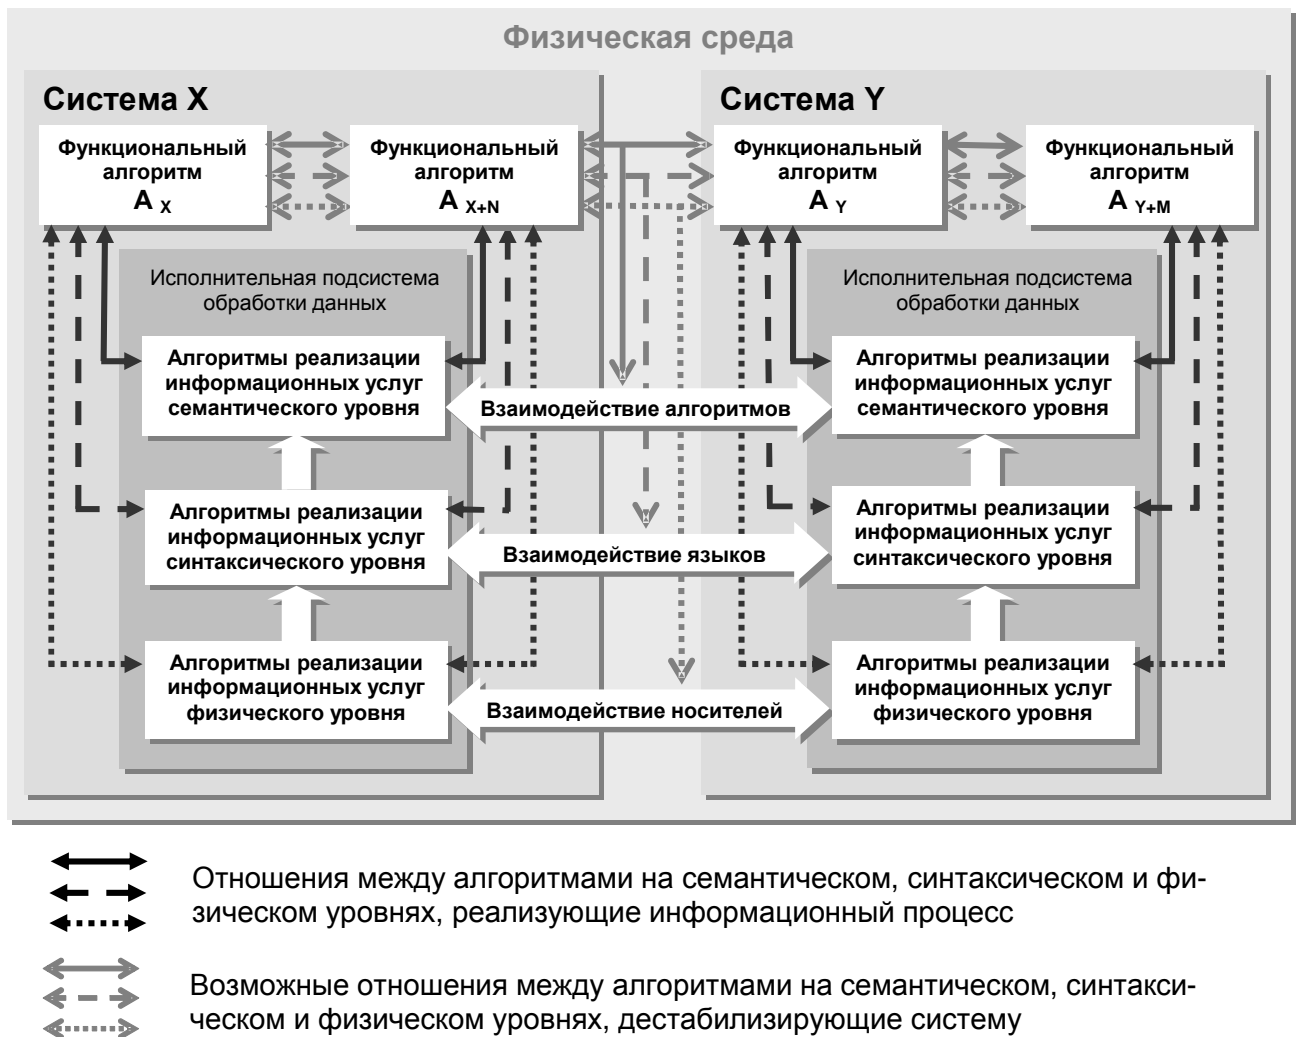 Физическая среда
Система X
Система Y
Функциональный
алгоритм
A X
Функциональный
алгоритм
A X+N
Функциональный
алгоритм
A Y
Функциональный
алгоритм
A Y+M
Исполнительная подсистема
обработки данных
Исполнительная подсистема
обработки данных
Алгоритмы реализации
информационных услуг
семантического уровня
Взаимодействие алгоритмов
Алгоритмы реализации
информационных услуг
семантического уровня
Алгоритмы реализации
информационных услуг
синтаксического уровня
Взаимодействие языков
Алгоритмы реализации
информационных услуг
синтаксического уровня
Алгоритмы реализации
информационных услуг
физического уровня
Взаимодействие носителей
Алгоритмы реализации
информационных услуг
физического уровня
Отношения между алгоритмами на семантическом, синтаксическом и фи-
зическом уровнях, реализующие информационный процесс
Возможные отношения между алгоритмами на семантическом, синтакси-
ческом и физическом уровнях, дестабилизирующие систему